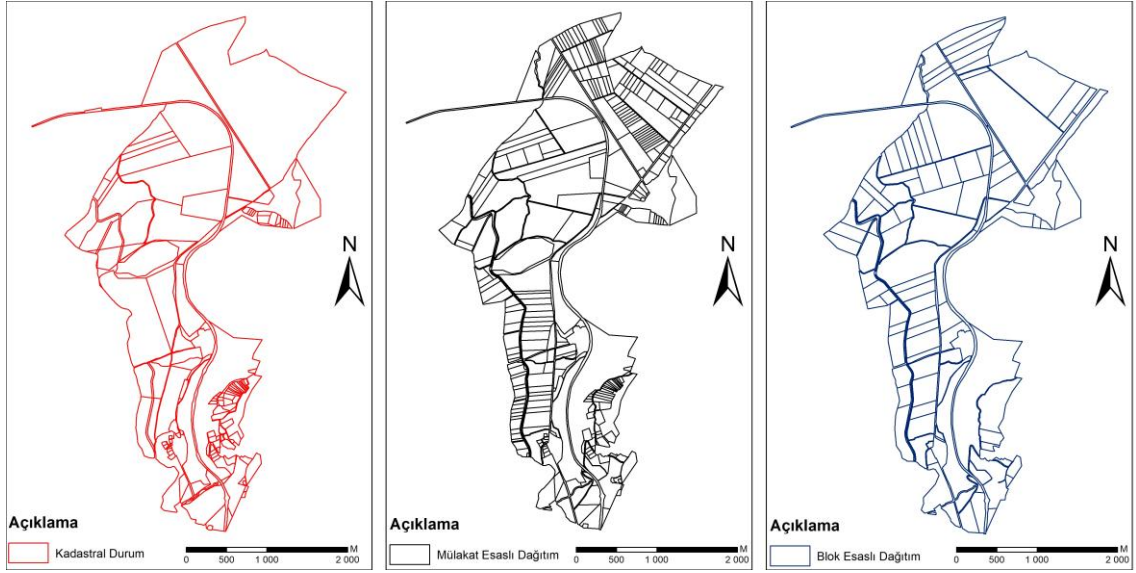 N
Açıklama
Kadastral Durum
M
0 500 1 000 2 000
N
Açıklama
Mülakat Esaslı Dağıtım
M
0 500 1 000 2 000
N
Açıklama
Blok Esaslı Dağıtım
M
0 500 1 000 2 000